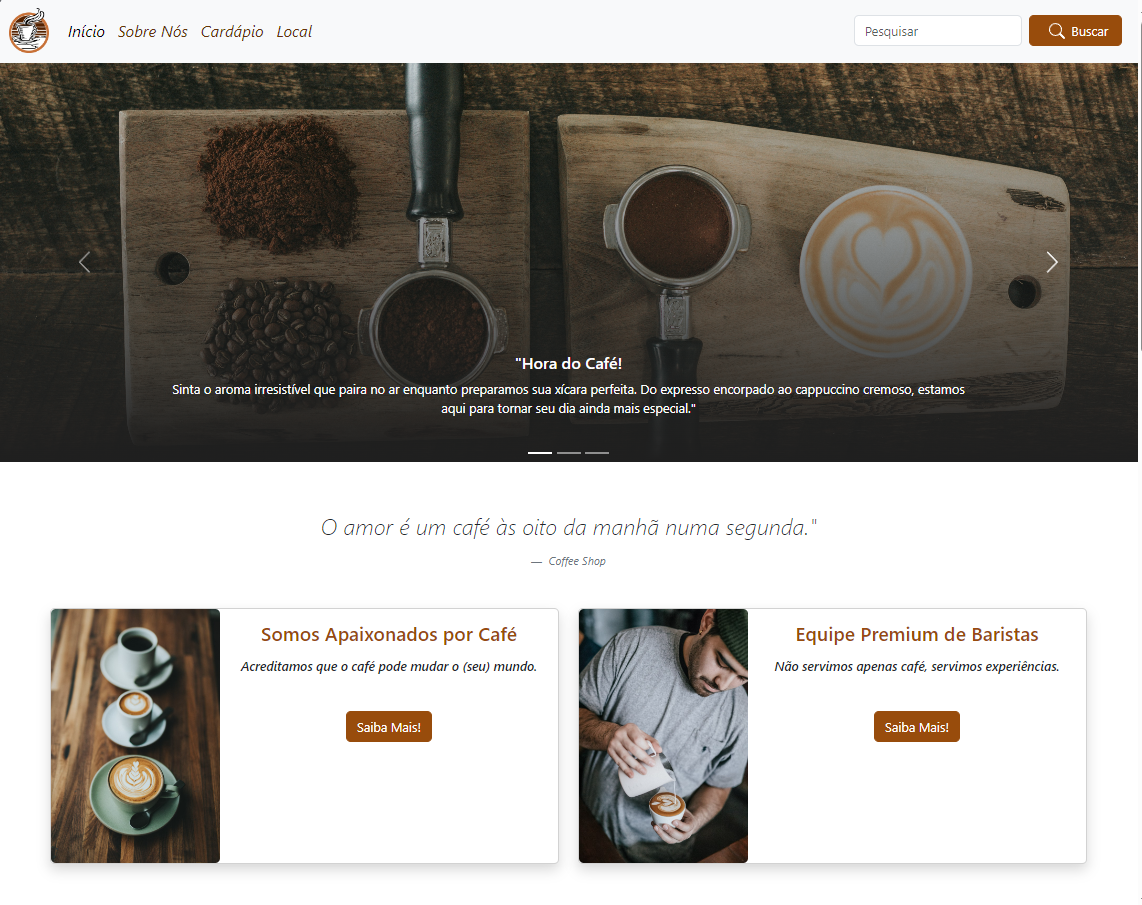 Início Sobre Nós Cardápio Local
Pesquisar
Buscar
"Hora do Café!
Sinta o aroma irresistível que paira no ar enquanto preparamos sua xícara perfeita. Do expresso encorpado ao cappuccino cremoso, estamos
aqui para tornar seu dia ainda mais especial."
O amor é um café às oito da manhã numa segunda."
— Coffee Shop
Somos Apaixonados por Café
Acreditamos que o café pode mudar o (seu) mundo.
Saiba Mais!
Equipe Premium de Baristas
Não servimos apenas café, servimos experiências.
Saiba Mais!